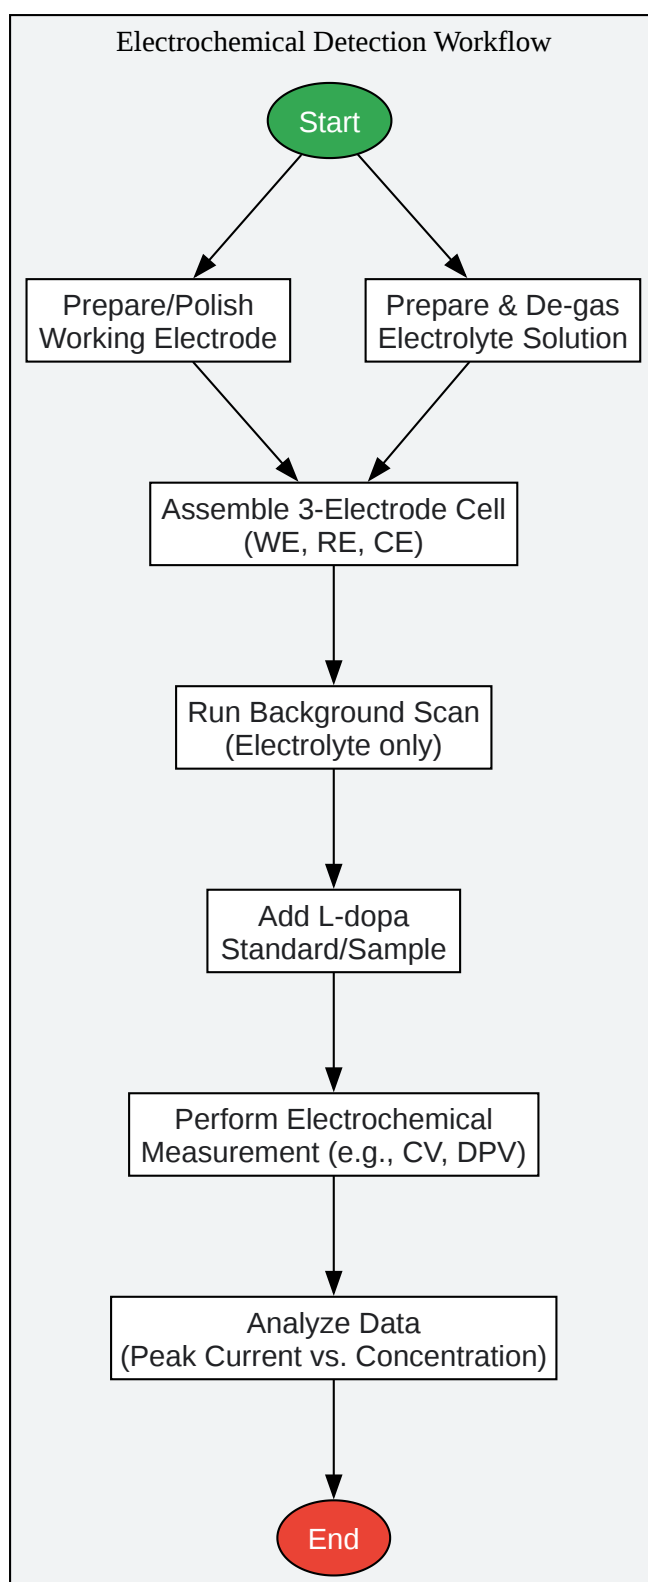 Electrochemical Detection Workflow
Start
Prepare/Polish
Working Electrode
Prepare & De-gas
Electrolyte Solution
Assemble 3-Electrode Cell
(WE, RE, CE)
Run Background Scan
(Electrolyte only)
Add L-dopa
Standard/Sample
Perform Electrochemical
Measurement (e.g., CV, DPV)
Analyze Data
(Peak Current vs. Concentration)
End